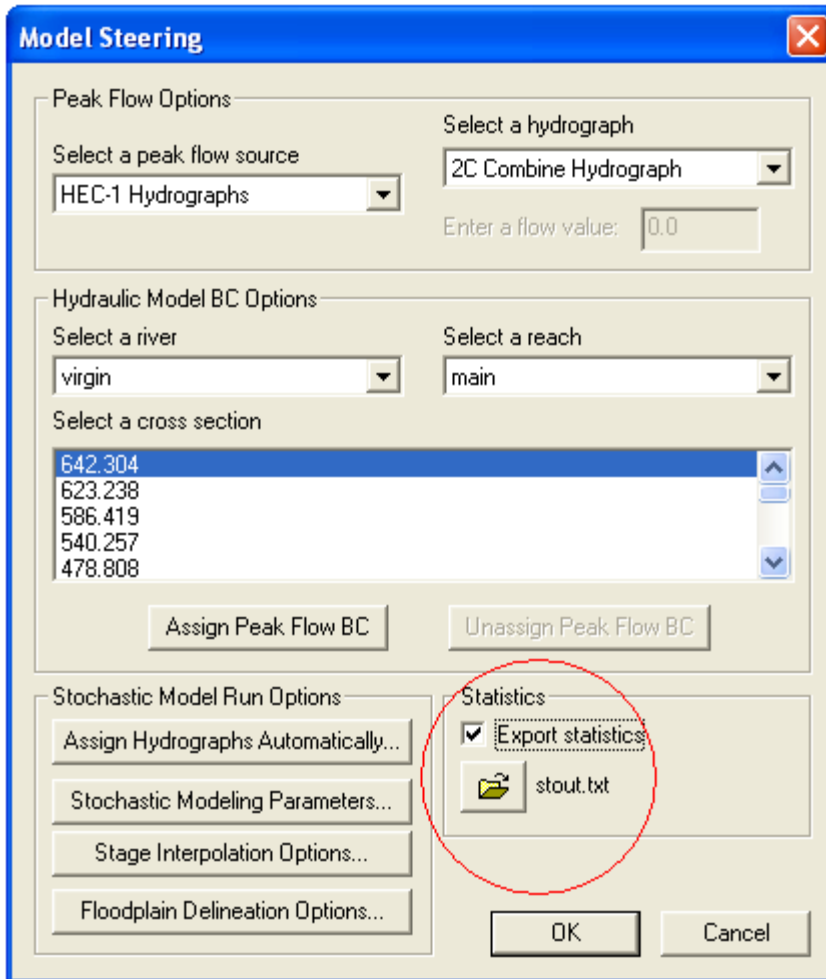 Model Steering
Peak Flow Options
Select a peak flow source
HEC-1 Hydrographs
Select a hydrograph
2C Combine Hydrograph
Enter a flow value: 0.0
Hydraulic Model BC Options
Select a river
virgin
Select a reach
main
Select a cross section
642.304
623.238
586.419
540.257
478.808
Assign Peak Flow BC
Unassign Peak Flow BC
Stochastic Model Run Options
Assign Hydrographs Automatically...
Stochastic Modeling Parameters...
Stage Interpolation Options...
Floodplain Delineation Options...
Statistics
Export statistics
stout.txt
OK
Cancel